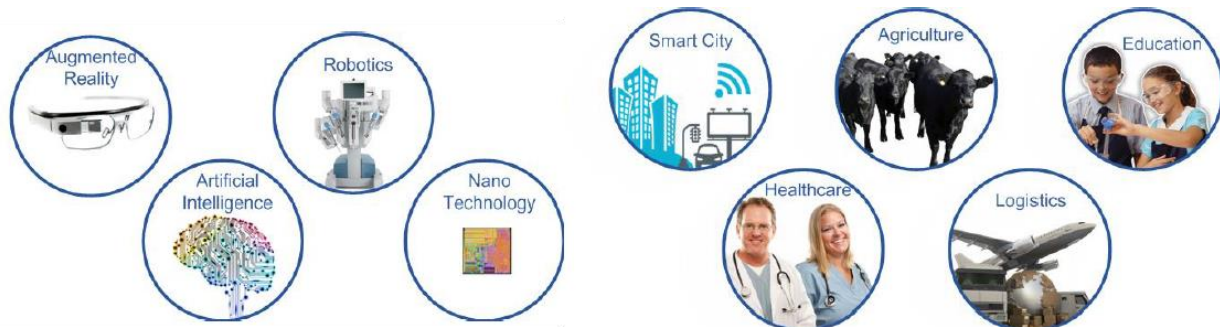 Augmented
Reality
Robotics
Artificial
Intelligence
Nano
Technology
Smart City
Agriculture
Education
Healthcare
Logistics